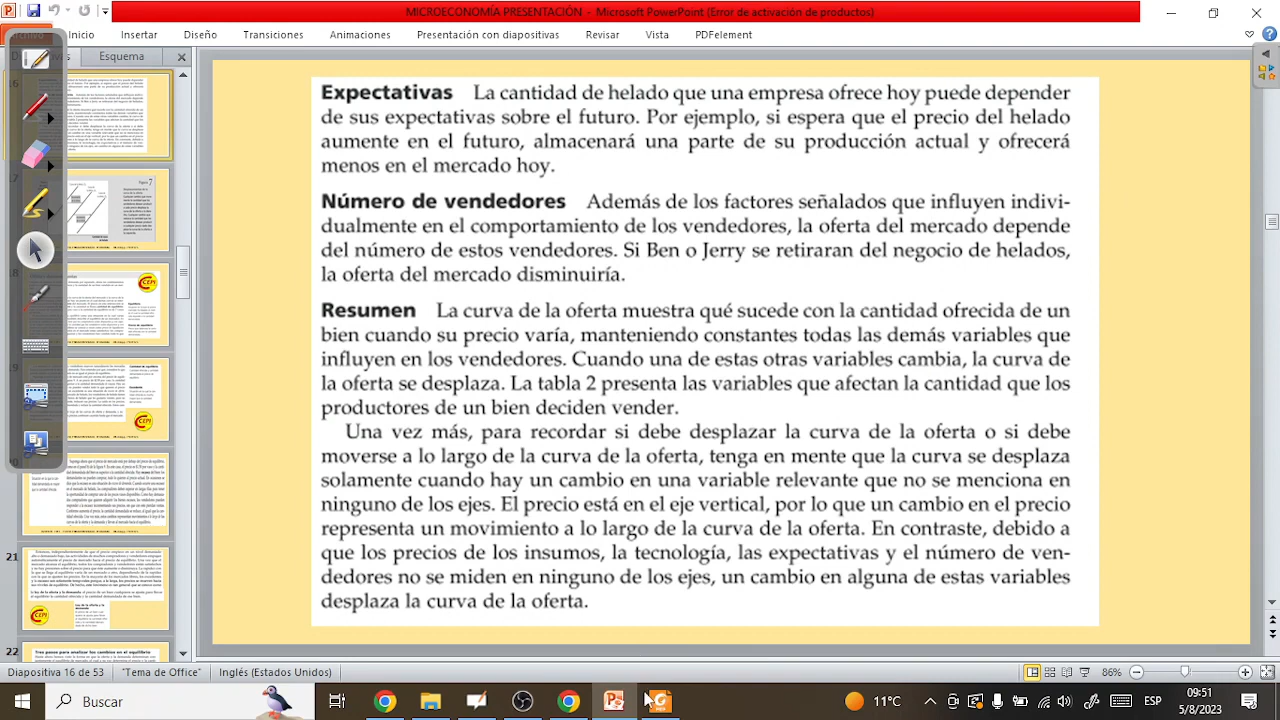 MICROECONOMÍA PRESENTACIÓN - Microsoft PowerPoint (Error de activación de productos)
Archivo Inicio Insertar Diseño Transiciones Animaciones Presentación con diapositivas Revisar Vista PDFelement
Esquema
Expectativas La cantidad de helado que una empresa ofrece hoy puede depender
de sus expectativas sobre el futuro. Por ejemplo, si espera que el precio del helado
aumente en el futuro, almacenará una parte de su producción actual y ofrecerá
menos en el mercado hoy.
Número de vendedores Además de los factores señalados que influyen indivi-
dualmente en el comportamiento de los vendedores, la oferta del mercado depende
del número de estos vendedores. Si Ben o Jerry se retiraran del negocio de helados,
la oferta del mercado disminuiría.
Resumen La curva de la oferta muestra qué sucede con la cantidad ofrecida de un
bien cuando su precio varía, manteniendo constantes todas las demás variables que
influyen en los vendedores. Cuando una de estas otras variables cambia, la curva de
la oferta se desplaza. La tabla 2 presenta las variables que afectan la cantidad que los
productores de un bien deciden vender.
Una vez más, para recordar si debe desplazar la curva de la oferta o si debe
moverse a lo largo de la curva de la oferta, tenga en mente que la curva se desplaza
solamente cuando hay un cambio en una variable relevante que no se menciona en
ninguno de los ejes. El precio está en el eje vertical, por lo que un cambio en el precio
representa un movimiento a lo largo de la curva de la oferta. En contraste, debido a
que los precios de los insumos, la tecnología, las expectativas y el número de ven-
dedores no se miden en ninguno de los ejes, un cambio en alguna de estas variables
desplaza la curva de la oferta.
CEPI
CEPI
21
CEPI
22
Tres pasos para analizar los cambios en el equilibrio
Diapositiva 16 de 53 "Tema de Office" Inglés (Estados Unidos) 86%
Buscar 11°C ESP 09:51
5/8/2023